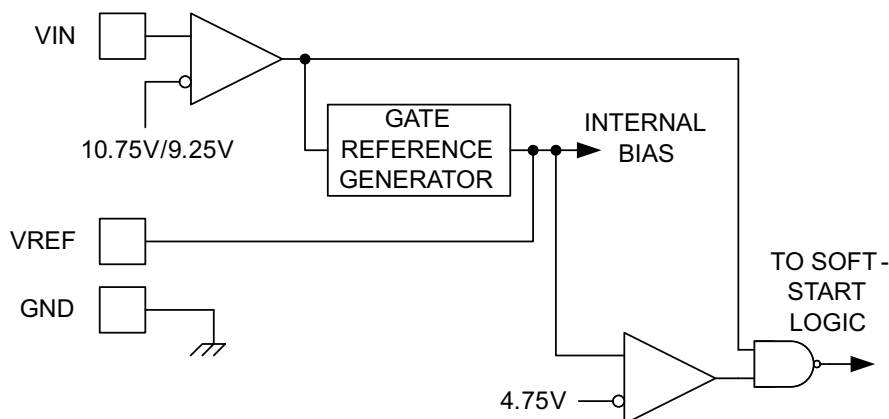 VIN
10.75V/9.25V
GATE
REFERENCE
GENERATOR
INTERNAL
BIAS
VREF
GND
TO SOFT-
START
LOGIC
4.75V